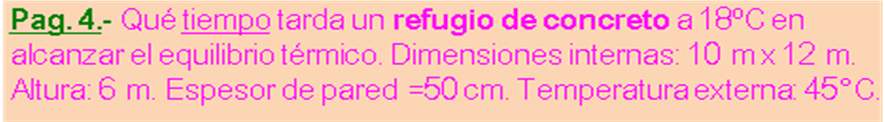 Pag. 4.- Qué tiempo tarda un refugio de concreto a 18ºC en
alcanzar el equilibrio térmico. Dimensiones internas: 10 m x 12 m.
Altura: 6 m. Espesor de pared =50 cm. Temperatura externa: 45°C.